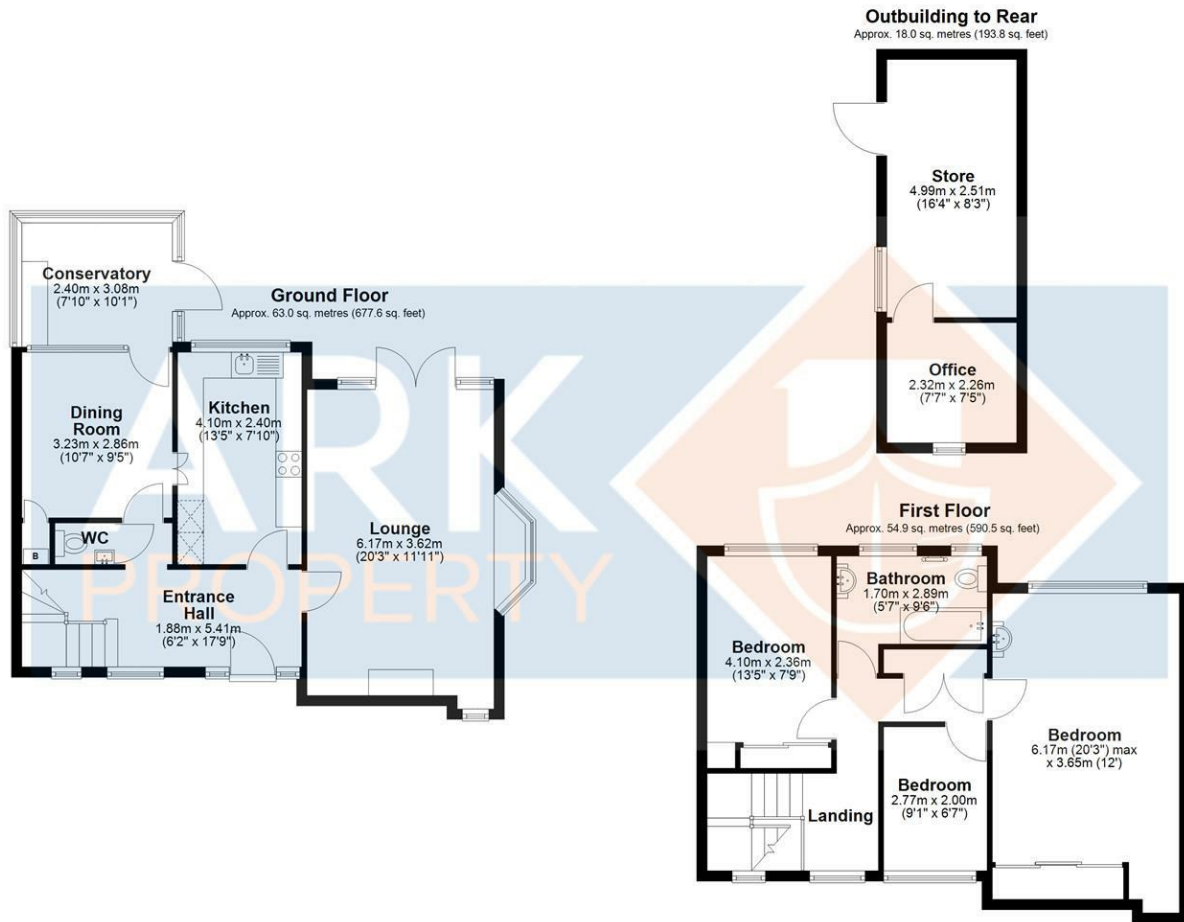 Outbuilding to Rear
Approx. 18.0 sq. metres (193.8 sq. feet)
Store
4.99m x 2.51m
(16'4" x 8'3")
Office
2.32m x 2.26m
(7'7" x 7'5")
Ground Floor
Approx. 63.0 sq. metres (677.6 sq. feet)
Conservatory
2.40m x 3.08m
(7'10" x 10'1")
Dining
Room
3.23m x 2.86m
(10'7" x 9'5")
Kitchen
4.10m x 2.40m
(13'5" x 7'10")
Lounge
6.17m x 3.62m
(20'3" x 11'11")
WC
B
Entrance
Hall
1.88m x 5.41m
(6'2" x 17'9")
First Floor
Approx. 54.9 sq. metres (590.5 sq. feet)
Bathroom
1.70m x 2.89m
(5'7" x 9'6")
Bedroom
4.10m x 2.36m
(13'5" x 7'9")
Bedroom
6.17m (20'3") max
x 3.65m (12')
Bedroom
2.77m x 2.00m
(9'1" x 6'7")
Landing
ARK
PROPERTY